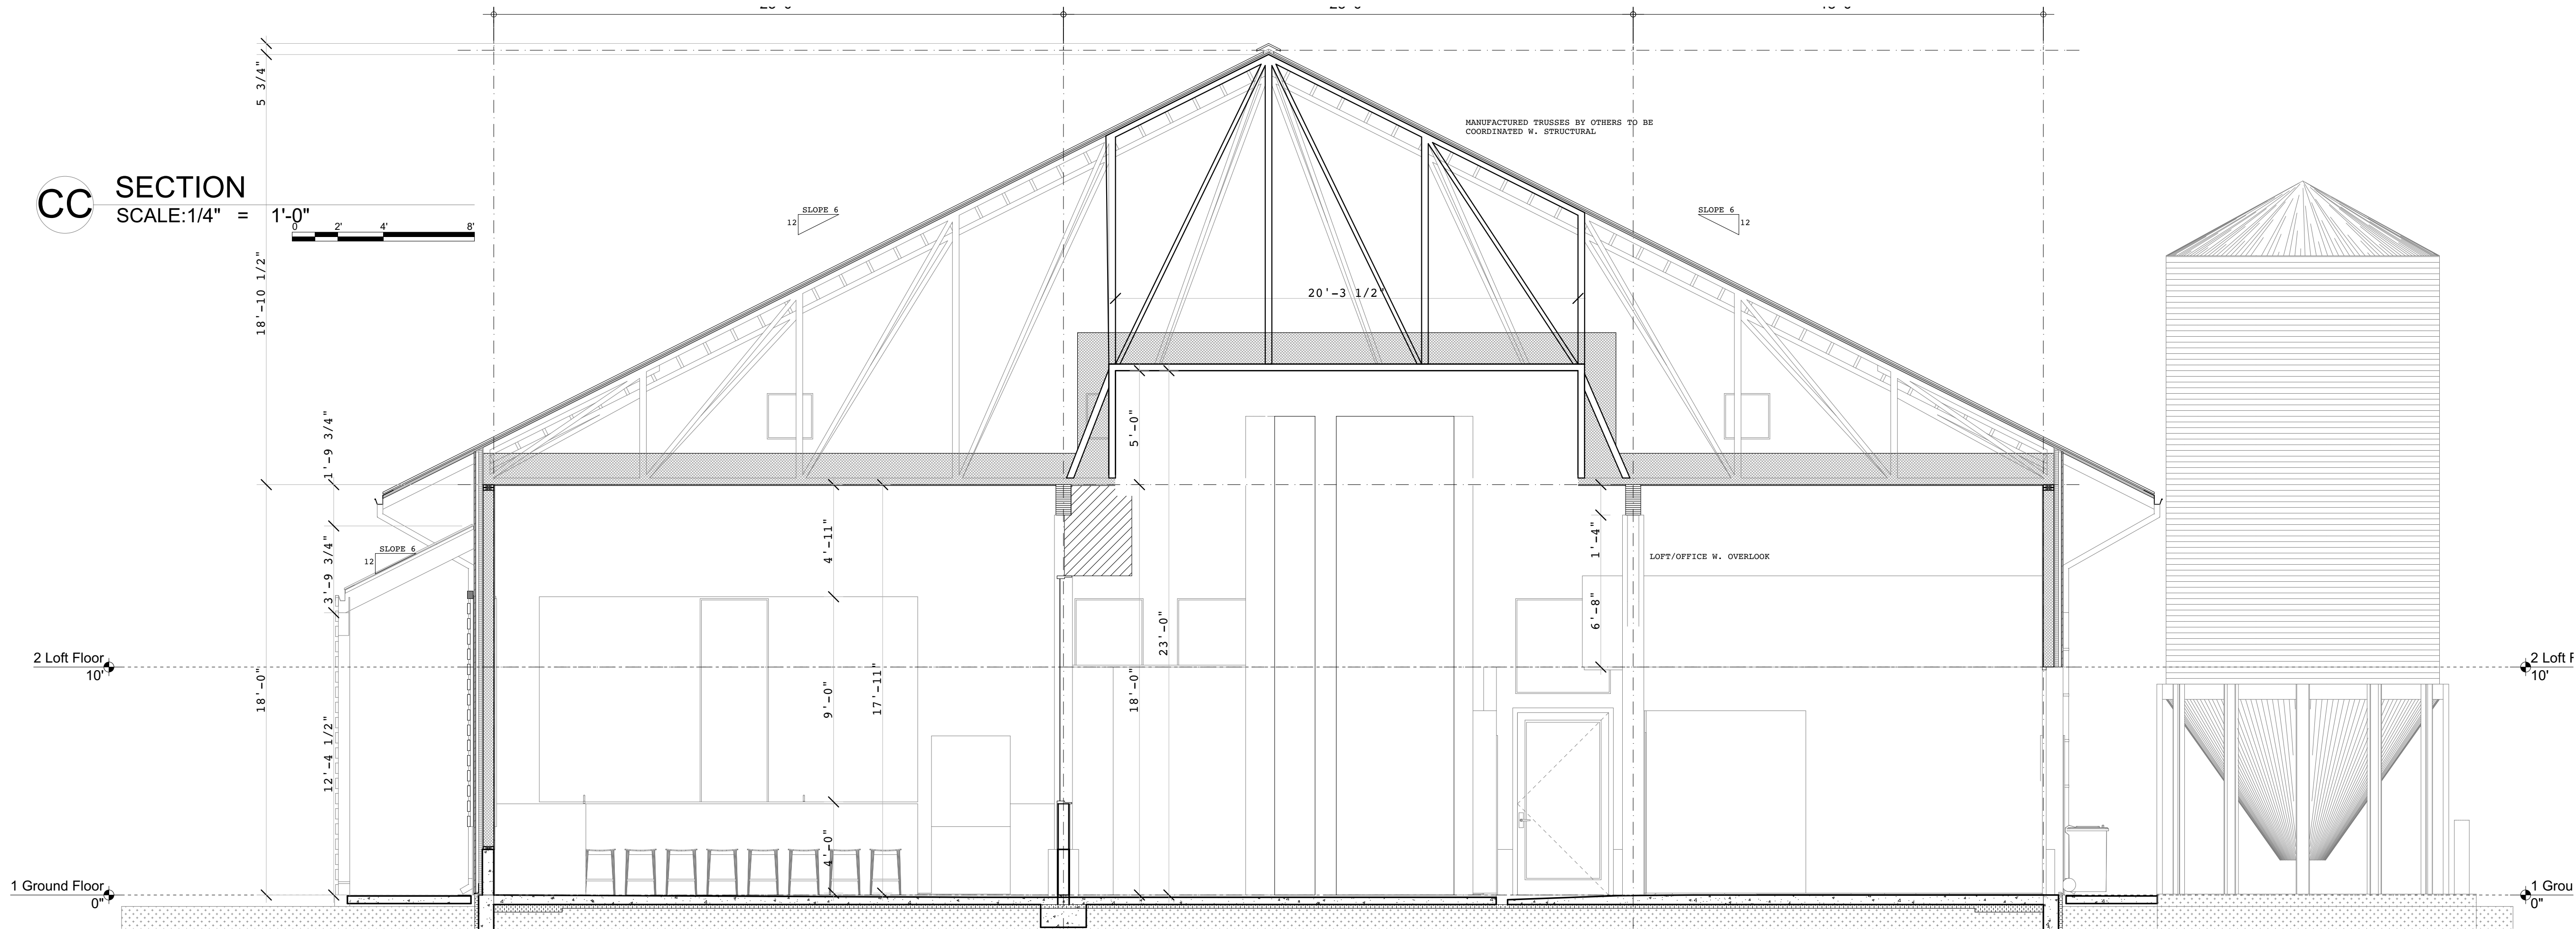 CC
SECTION
SCALE:1/4" = 1'-0"
0 2' 4' 8'
5 3/4"
18'-10 1/2"
18'-0"
1'-9 3/4"
3'-9 3/4"
12'-4 1/2"
SLOPE 6
12
SLOPE 6
12
MANUFACTURED TRUSSES BY OTHERS TO BE
COORDINATED W. STRUCTURAL
SLOPE 6
12
20'-3 1/2"
5'-0"
4'-11"
9'-0"
4'-0"
17'-11"
18'-0"
23'-0"
1'-4"
6'-8"
LOFT/OFFICE W. OVERLOOK
2 Loft Floor
10'
2 Loft F
10'
1 Ground Floor
0"
1 Grou
0"